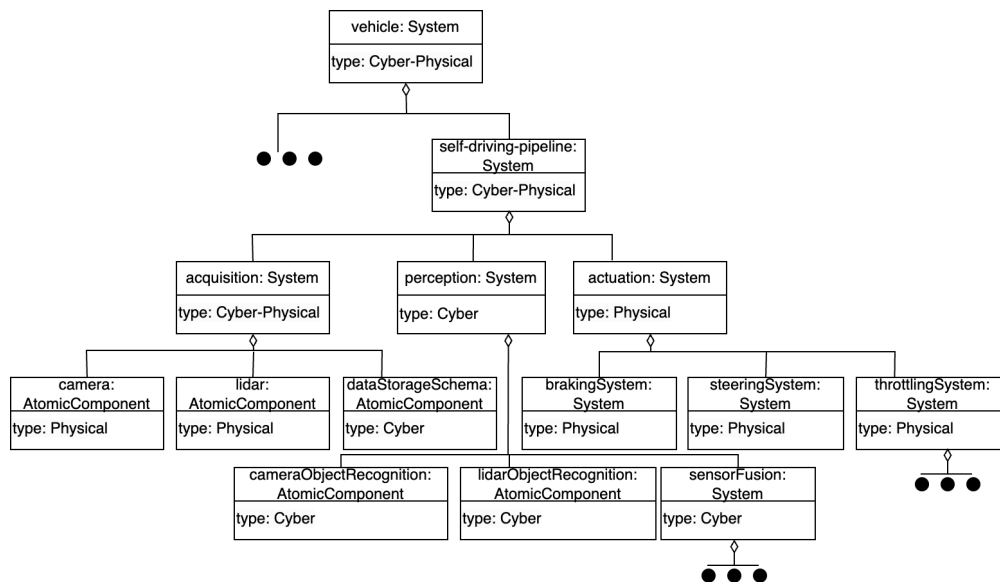 vehicle: System
type: Cyber-Physical
self-driving-pipeline:
System
type: Cyber-Physical
acquisition: System
type: Cyber-Physical
perception: System
type: Cyber
actuation: System
type: Physical
camera:
AtomicComponent
type: Physical
lidar:
AtomicComponent
type: Physical
dataStorageSchema:
AtomicComponent
type: Cyber
brakingSystem:
System
type: Physical
steeringSystem:
System
type: Physical
throttlingSystem:
System
type: Physical
cameraObjectRecognition:
AtomicComponent
type: Cyber
lidarObjectRecognition:
AtomicComponent
type: Cyber
sensorFusion:
System
type: Cyber